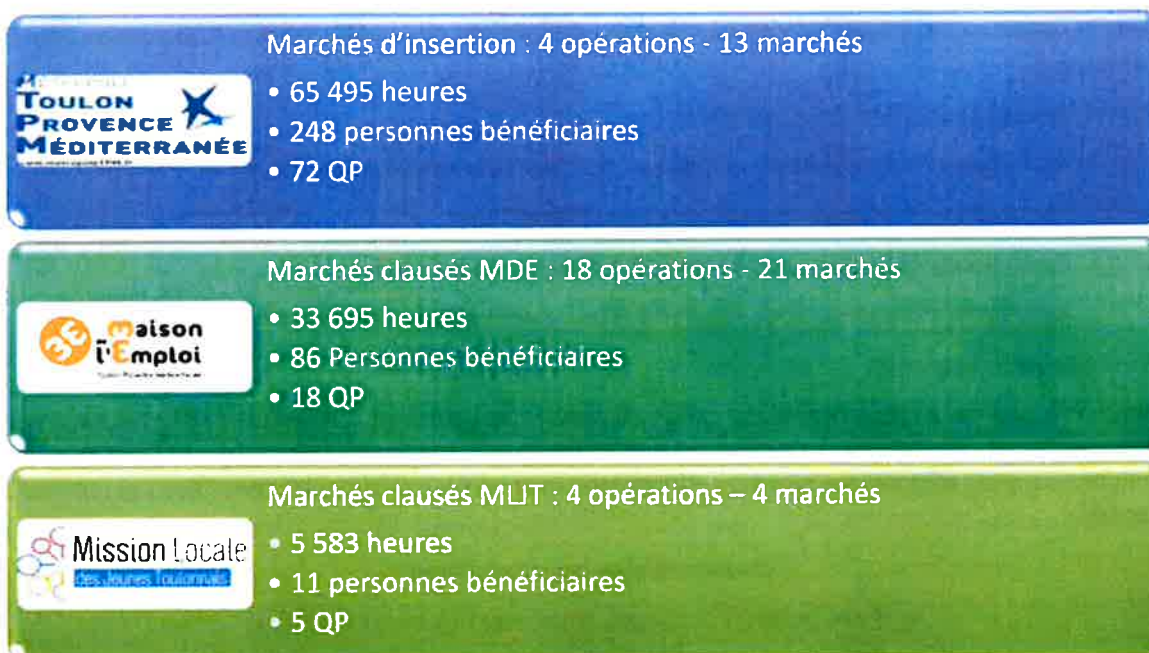 Marchés d'insertion : 4 opérations - 13 marchés
TOULON
PROVENCE
MÉDITERRANÉE
• 65 495 heures
• 248 personnes bénéficiaires
• 72 QP
Marchés clausés MDE : 18 opérations - 21 marchés
3E Maison
l'Emploi
• 33 695 heures
• 86 Personnes bénéficiaires
• 18 QP
Marchés clausés MLJT : 4 opérations – 4 marchés
Mission Locale
des Jeunes Toulonnais
• 5 583 heures
• 11 personnes bénéficiaires
• 5 QP